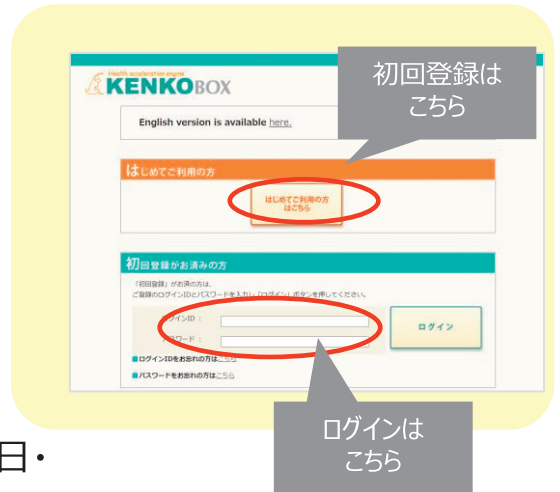 初回登録は
こちら
Health acceleration engine
KENKOBOX
English version is available here.
はじめてご利用の方
はじめてご利用の方
はこちら
初回登録がお済みの方
「初回登録」がお済の方は、
ご登録のログインIDとパスワードを入力し「ログイン」ボタンを押してください。
ログインID：
パスワード：
ログイン
■ログインIDをお忘れの方はこちら
■パスワードをお忘れの方はこちら
ログインは
こちら
日・